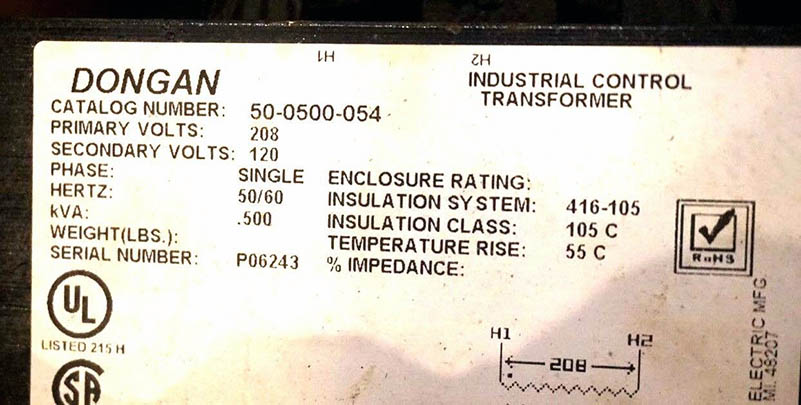 H1
H2
DONGAN
INDUSTRIAL CONTROL
TRANSFORMER
CATALOG NUMBER: 50-0500-054
PRIMARY VOLTS: 208
SECONDARY VOLTS: 120
PHASE: SINGLE
HERTZ: 50/60
kVA: .500
WEIGHT(LBS.):
SERIAL NUMBER: P06243
ENCLOSURE RATING:
INSULATION SYSTEM: 416-105
INSULATION CLASS: 105 C
TEMPERATURE RISE: 55 C
% IMPEDANCE:
RoHS
UL
LISTED 215 H
SA
H1
H2
208
ELECTRIC MFG
MI. 48207